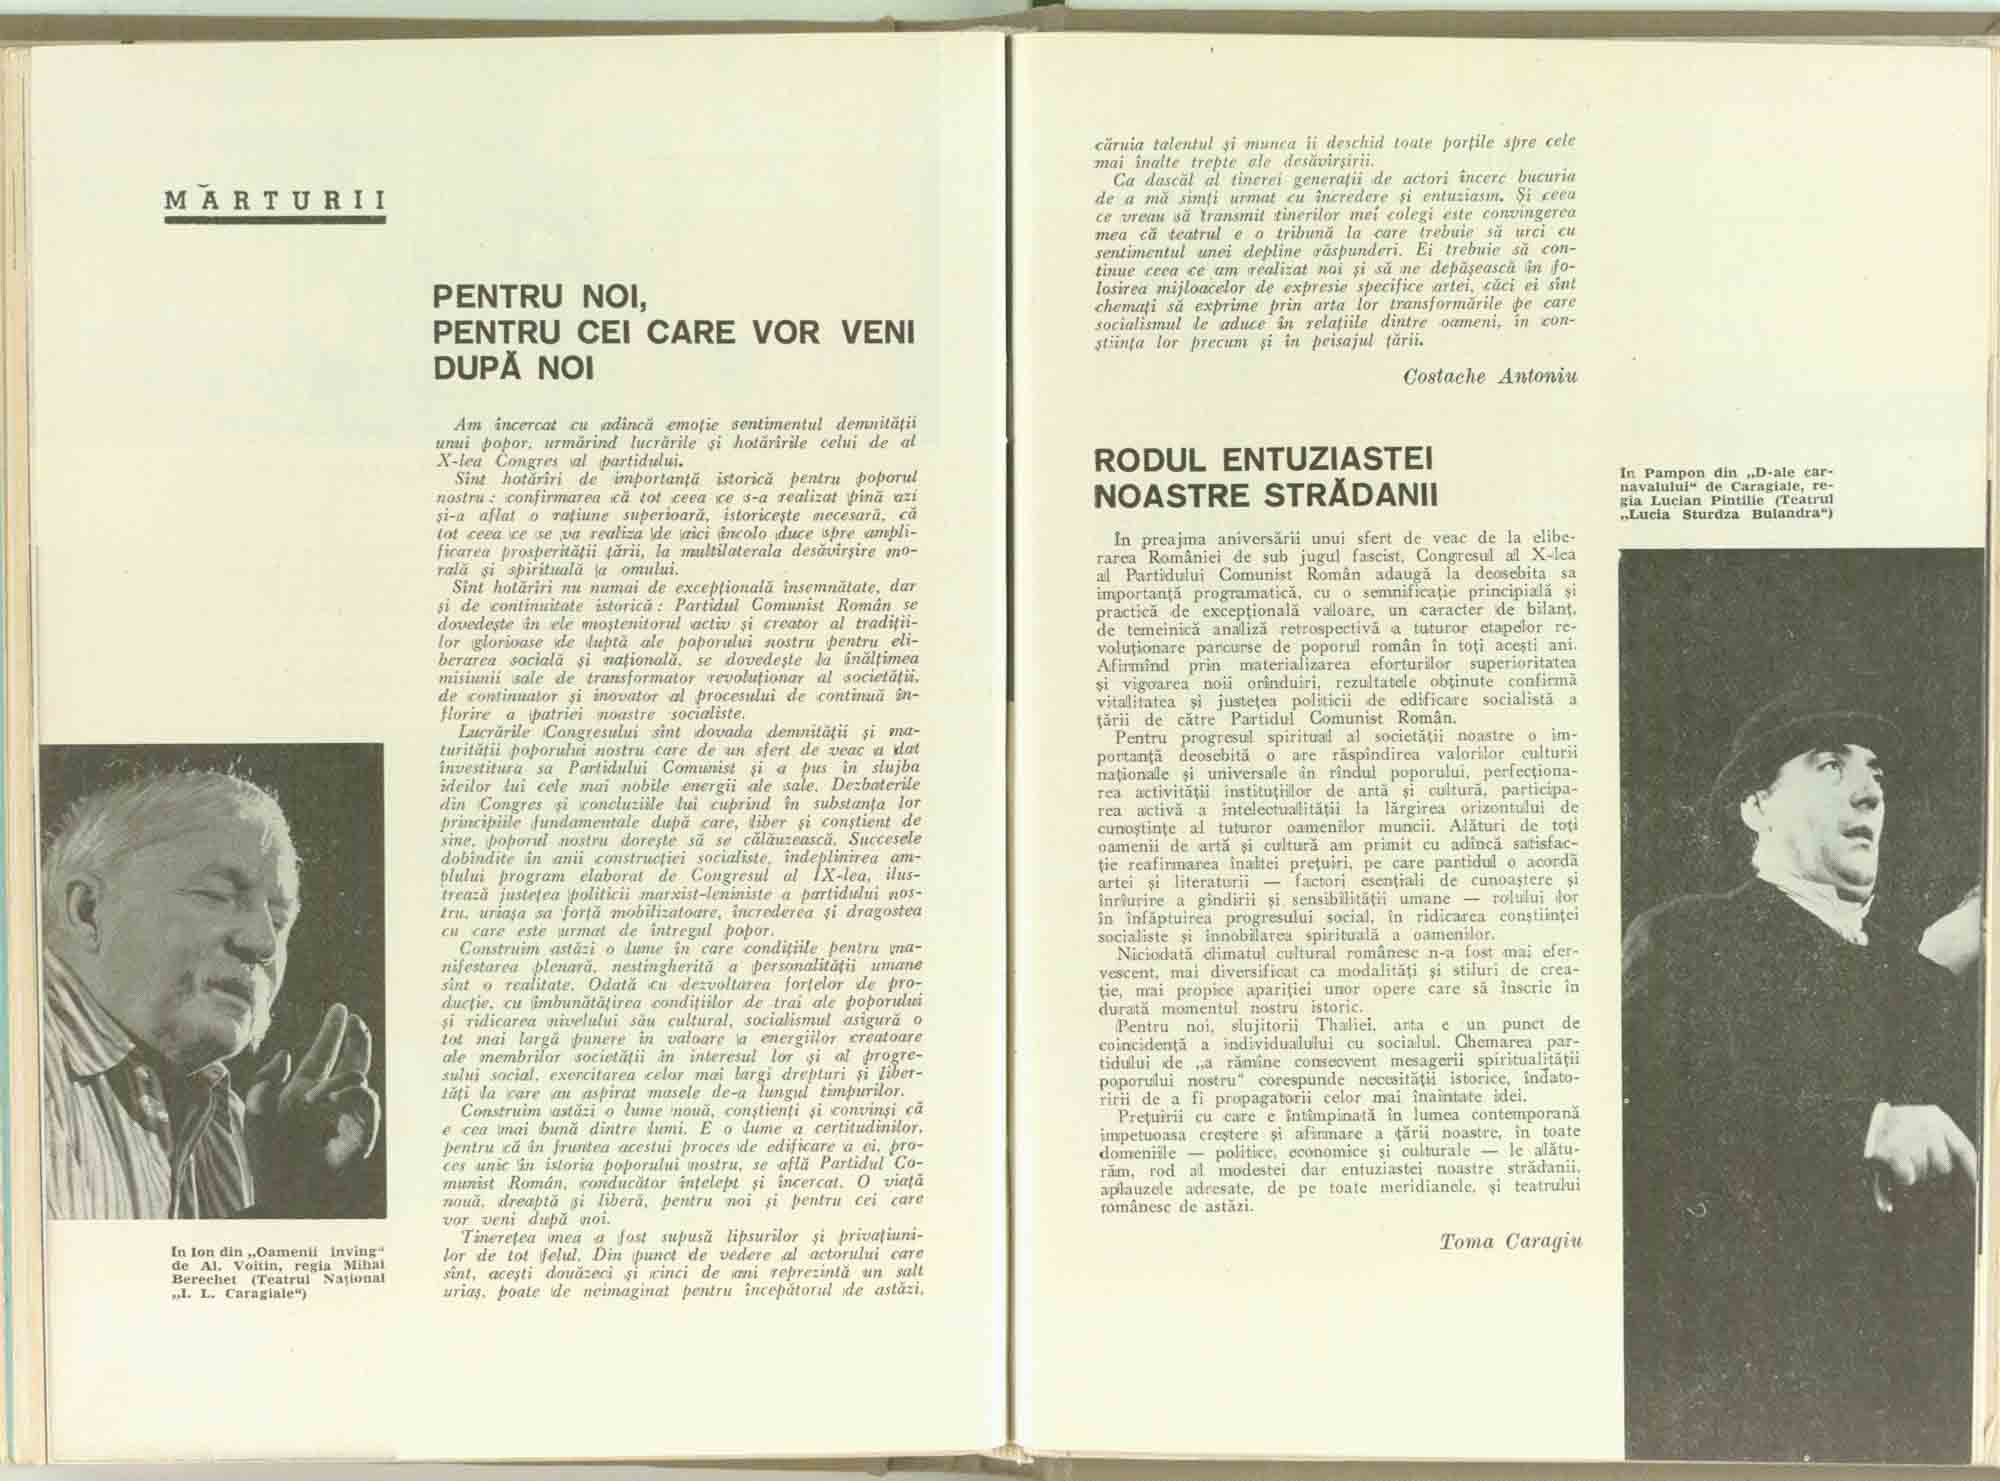 MĂRTURII
PENTRU NOI,
PENTRU CEI CARE VOR VENI
DUPĂ NOI
Am încercat cu adîncă emoție sentimentul demnității
unui popor, urmărind lucrările și hotărîrile celui de al
X-lea Congres al partidului.
Sînt hotărîri de importanță istorică pentru poporul
nostru : confirmarea că tot ceea ce s-a realizat pînă azi
și-a aflat o rațiune superioară, istoricește necesară, că
tot ceea ce se va realiza de aici încolo duce spre ampli-
ficarea prosperității țării, la multilaterala desăvîrșire mo-
rală și spirituală a omului.
Sînt hotărîri nu numai de excepțională însemnătate, dar
și de continuitate istorică : Partidul Comunist Român se
dovedește în ele moștenitorul activ și creator al tradiții-
lor glorioase de luptă ale poporului nostru pentru eli-
berarea socială și națională, se dovedește la înălțimea
misiunii sale de transformator revoluționar al societății,
de continuator și inovator al procesului de continuă în-
florire a patriei noastre socialiste.
Lucrările Congresului sînt dovada demnității și ma-
turității poporului nostru care de un sfert de veac a dat
învestitura sa Partidului Comunist și a pus în slujba
ideilor lui cele mai nobile energii ale sale. Dezbaterile
din Congres și concluziile lui cuprind în substanța lor
principiile fundamentale după care, liber și conștient de
sine, poporul nostru dorește să se călăuzească. Succesele
dobîndite în anii construcției socialiste, îndeplinirea am-
plului program elaborat de Congresul al IX-lea, ilus-
trează justețea politicii marxist-leniniste a partidului nos-
tru, uriașa sa forță mobilizatoare, încrederea și dragostea
cu care este urmat de întregul popor.
Construim astăzi o lume în care condițiile pentru ma-
nifestarea plenară, nestingherită a personalității umane
sînt o realitate. Odată cu dezvoltarea forțelor de pro-
ducție, cu îmbunătățirea condițiilor de trai ale poporului
și ridicarea nivelului său cultural, socialismul asigură o
tot mai largă punere în valoare a energiilor creatoare
ale membrilor societății în interesul lor și al progre-
sului social, exercitarea celor mai largi drepturi și liber-
tăți la care au aspirat masele de-a lungul timpurilor.
Construim astăzi o lume nouă, conștienți și convinși că
e cea mai bună dintre lumi. E o lume a certitudinilor,
pentru că în fruntea acestui proces de edificare a ei, pro-
ces unic în istoria poporului nostru, se află Partidul Co-
munist Român, conducător înțelept și încercat. O viață
nouă, dreaptă și liberă, pentru noi și pentru cei care
vor veni după noi.
Tinerețea mea a fost supusă lipsurilor și privațiuni-
lor de tot felul. Din punct de vedere al actorului care
sînt, acești douăzeci și cinci de ani reprezintă un salt
uriaș, poate de neimaginat pentru începătorul de astăzi,
In Ion din „Oamenii înving“
de Al. Voitin, regia Mihai
Berechet (Teatrul Național
„I. L. Caragiale“)
căruia talentul și munca îi deschid toate porțile spre cele
mai înalte trepte ale desăvîrșirii.
Ca dascăl al tinerei generații de actori încerc bucuria
de a mă simți urmat cu încredere și entuziasm. Și ceea
ce vreau să transmit tinerilor mei colegi este convingerea
mea că teatrul e o tribună la care trebuie să urci cu
sentimentul unei depline răspunderi. Ei trebuie să con-
tinue ceea ce am realizat noi și să ne depășească în fo-
losirea mijloacelor de expresie specifice artei, căci ei sînt
chemați să exprime prin arta lor transformările pe care
socialismul le aduce în relațiile dintre oameni, în con-
știința lor precum și în peisajul țării.
Costache Antoniu
RODUL ENTUZIASTEI
NOASTRE STRĂDANII
In preajma aniversării unui sfert de veac de la elibe-
rarea României de sub jugul fascist, Congresul al X-lea
al Partidului Comunist Român adaugă la deosebita sa
importanță programatică, cu o semnificație principială și
practică de excepțională valoare, un caracter de bilanț,
de temeinică analiză retrospectivă a tuturor etapelor re-
voluționare parcurse de poporul român în toți acești ani.
Afirmînd prin materializarea eforturilor superioritatea
și vigoarea noii orînduiri, rezultatele obținute confirmă
vitalitatea și justețea politicii de edificare socialistă a
țării de către Partidul Comunist Român.
Pentru progresul spiritual al societății noastre o im-
portanță deosebită o are răspîndirea valorilor culturii
naționale și universale în rîndul poporului, perfecționa-
rea activității instituțiilor de artă și cultură, participa-
rea activă a intelectualității la lărgirea orizontului de
cunoștințe al tuturor oamenilor muncii. Alături de toți
oamenii de artă și cultură am primit cu adîncă satisfac-
ție reafirmarea înaltei prețuiri, pe care partidul o acordă
artei și literaturii — factori esențiali de cunoaștere și
înrîurire a gîndirii și sensibilității umane — rolului lor
în înfăptuirea progresului social, în ridicarea conștiinței
socialiste și înnobilarea spirituală a oamenilor.
Niciodată climatul cultural românesc n-a fost mai efer-
vescent, mai diversificat ca modalități și stiluri de crea-
ție, mai propice apariției unor opere care să înscrie în
durată momentul nostru istoric.
Pentru noi, slujitorii Thaliei, arta e un punct de
coincidență a individualului cu socialul. Chemarea par-
tidului de „a rămîne consecvent mesagerii spiritualității
poporului nostru“ corespunde necesității istorice, îndato-
ririi de a fi propagatorii celor mai înaintate idei.
Prețuirii cu care e întîmpinată în lumea contemporană
impetuoasa creștere și afirmare a țării noastre, în toate
domeniile — politice, economice și culturale — le alătu-
răm, rod al modestei dar entuziastei noastre strădanii,
aplauzele adresate, de pe toate meridianele, și teatrului
românesc de astăzi.
Toma Caragiu
In Pampon din „D-ale car-
navalului“ de Caragiale, re-
gia Lucian Pintilie (Teatrul
„Lucia Sturdza Bulandra“)